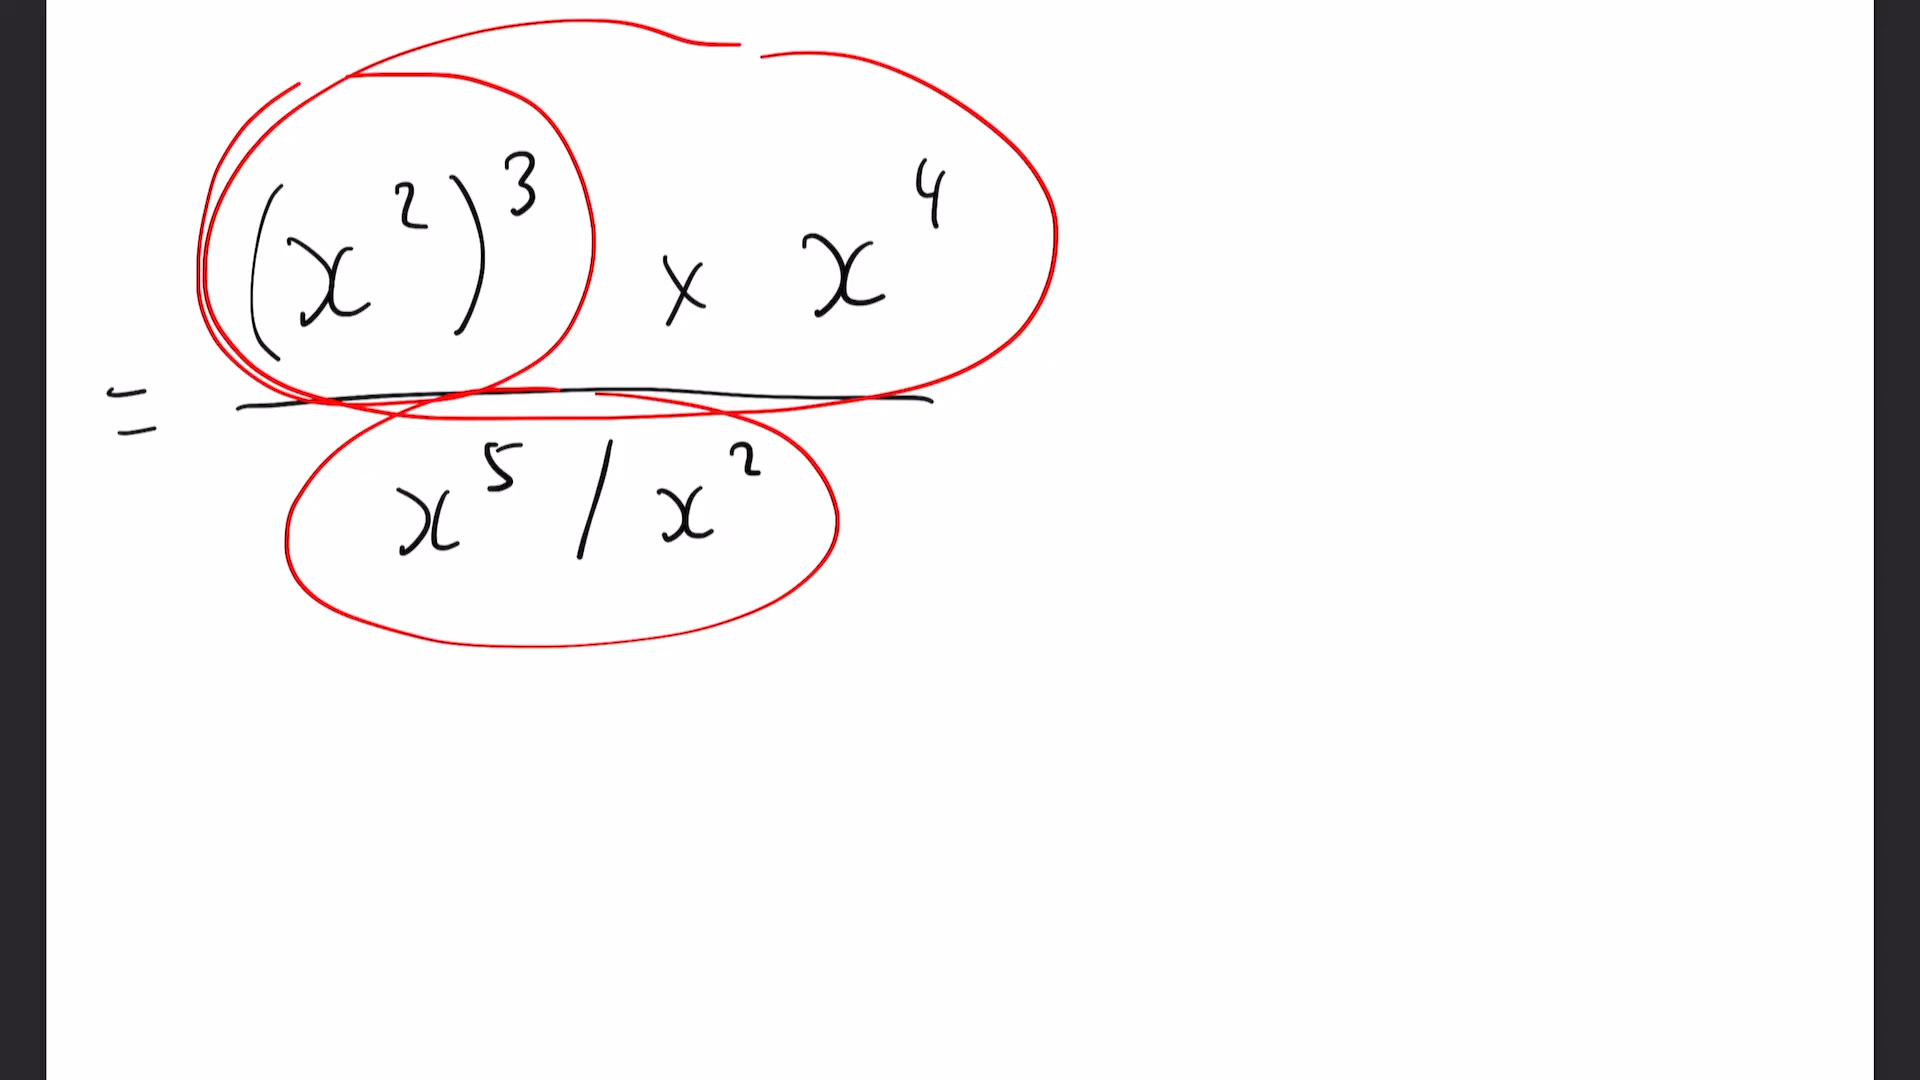 (x²)³ × x⁴
=
x⁵ / x²